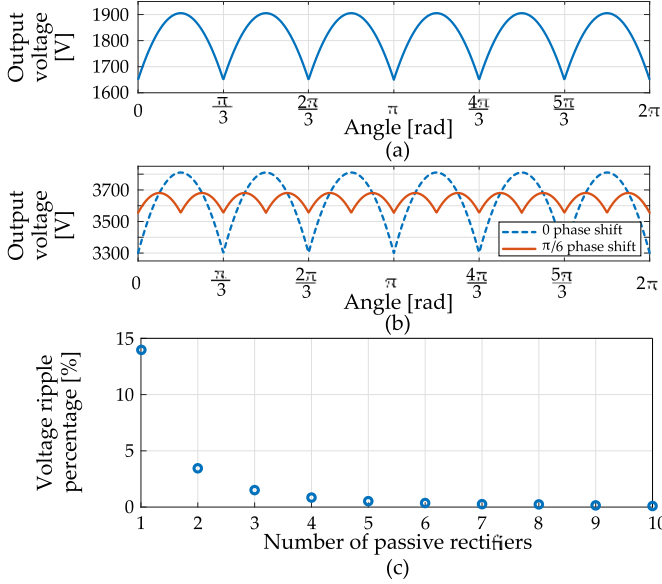 Output voltage [V]
1900
1800
1700
1600
0 π/3 2π/3 π 4π/3 5π/3 2π
Angle [rad]
(a)
Output voltage [V]
3700
3500
3300
0 phase shift
π/6 phase shift
0 π/3 2π/3 π 4π/3 5π/3 2π
Angle [rad]
(b)
Voltage ripple percentage [%]
15
10
5
0
1 2 3 4 5 6 7 8 9 10
Number of passive rectifiers
(c)